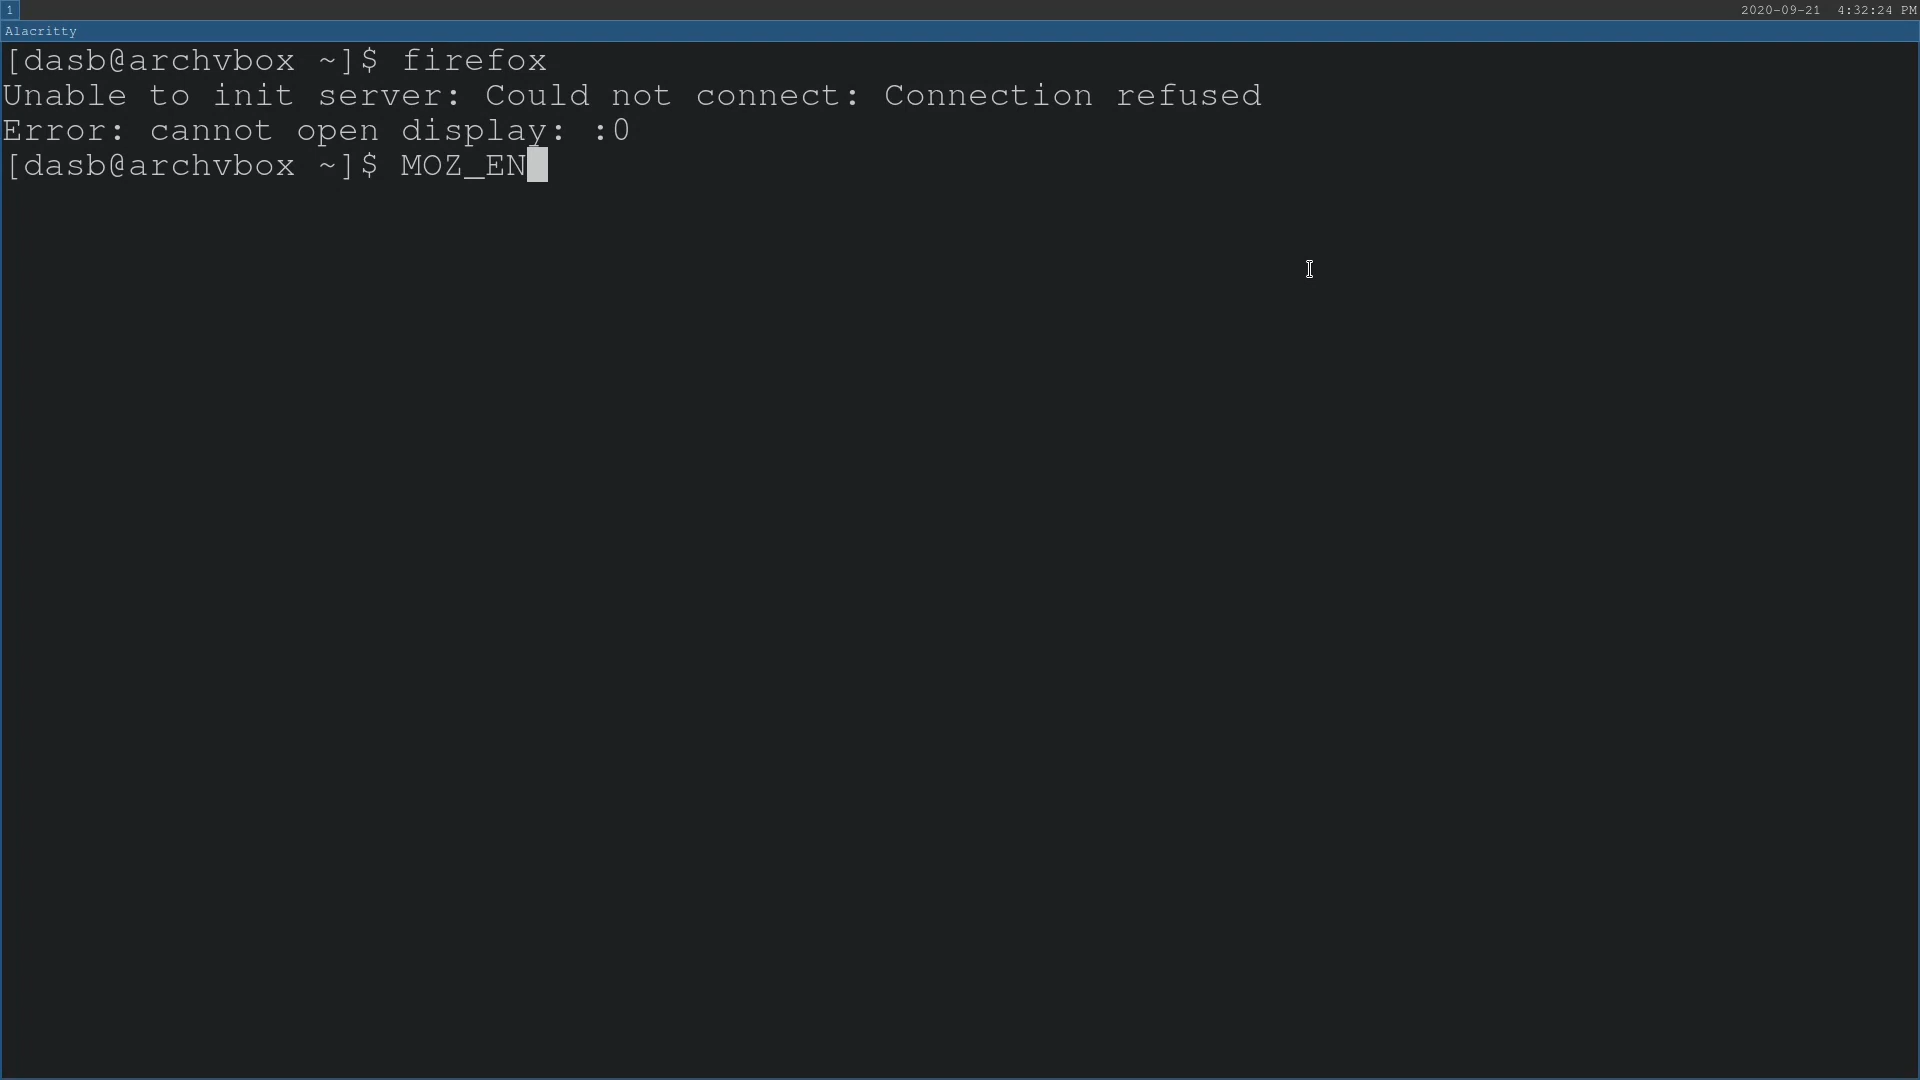 1
2020-09-21 4:32:24 PM
Alacritty
[dasb@archvbox ~]$ firefox
Unable to init server: Could not connect: Connection refused
Error: cannot open display: :0
[dasb@archvbox ~]$ MOZ_EN